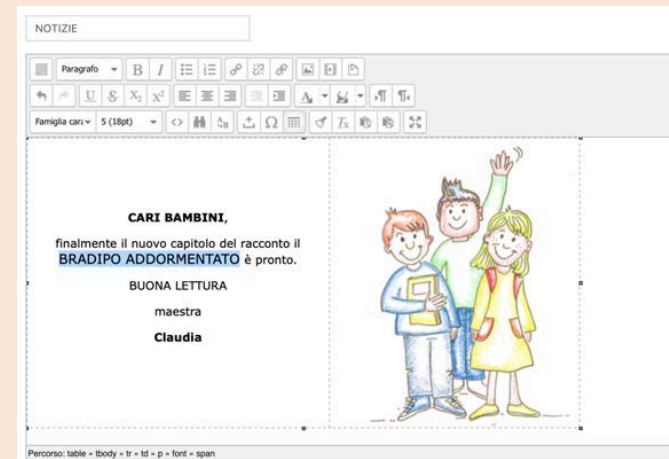 NOTIZIE
Paragrafo
Famiglia cara 5 (18pt)
CARI BAMBINI,
finalmente il nuovo capitolo del racconto il
BRADIPO ADDORMENTATO è pronto.
BUONA LETTURA
maestra
Claudia
Percorso: table » tbody » tr » td » p » font » span